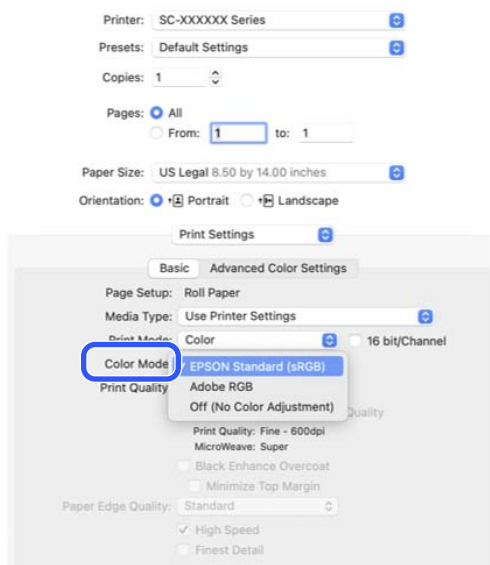 Printer: SC-XXXXXX Series
Presets: Default Settings
Copies: 1
Pages: All
From: 1 to: 1
Paper Size: US Legal 8.50 by 14.00 inches
Orientation: Portrait Landscape
Print Settings
Basic Advanced Color Settings
Page Setup: Roll Paper
Media Type: Use Printer Settings
Print Mode: Color 16 bit/Channel
Color Mode ✓ EPSON Standard (sRGB)
Print Quality Adobe RGB
Off (No Color Adjustment)
Quality
Print Quality: Fine - 600dpi
MicroWeave: Super
Black Enhance Overcoat
Minimize Top Margin
Paper Edge Quality: Standard
High Speed
Finest Detail